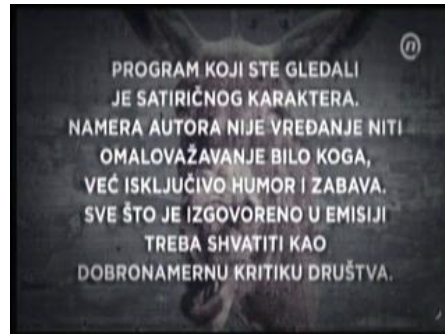 PROGRAM KOJI STE GLEDALI
JE SATIRIČNOG KARAKTERA.
NAMERA AUTORA NIJE VREĐANJE NITI
OMALOVAŽAVANJE BILO KOGA,
VEĆ ISKLJUČIVO HUMOR I ZABAVA.
SVE ŠTO JE IZGOVORENO U EMISIJI
TREBA SHVATITI KAO
DOBRONAMERNU KRITIKU DRUŠTVA.